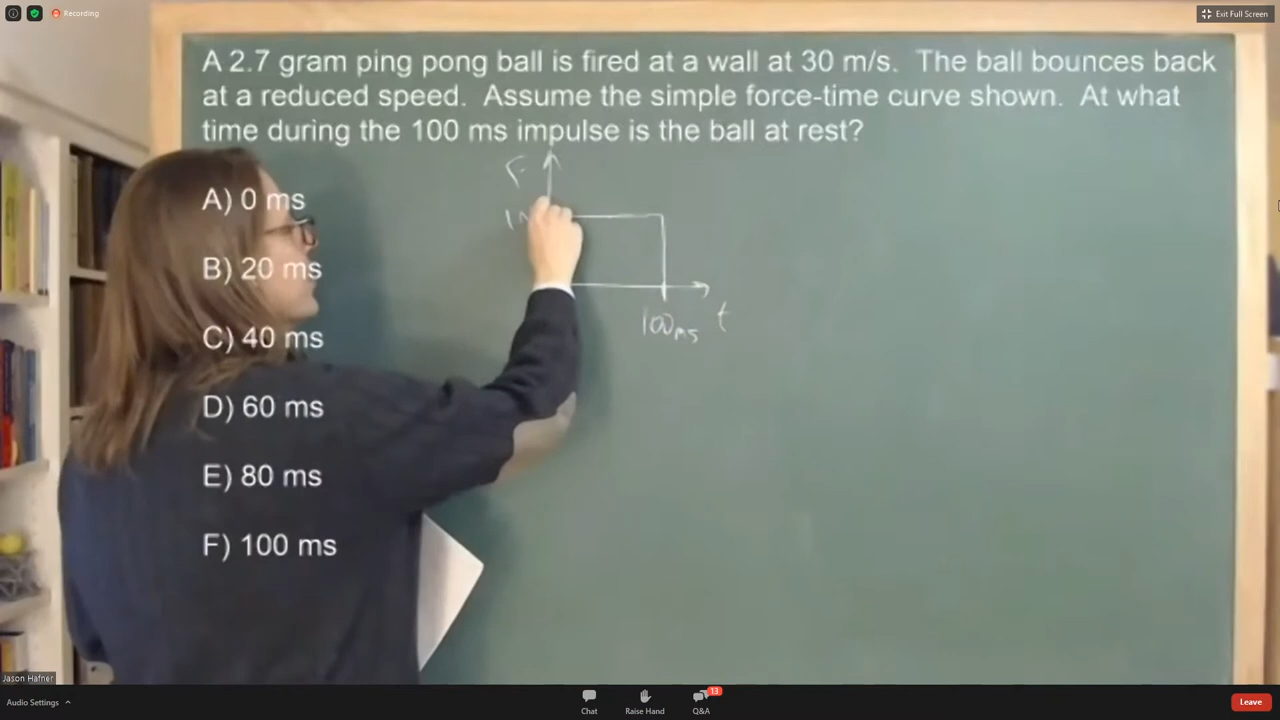 Recording
Exit Full Screen
A 2.7 gram ping pong ball is fired at a wall at 30 m/s. The ball bounces back
at a reduced speed. Assume the simple force-time curve shown. At what
time during the 100 ms impulse is the ball at rest?
F
A) 0 ms
B) 20 ms
C) 40 ms
D) 60 ms
E) 80 ms
F) 100 ms
100ms t
Jason Hafner
Audio Settings
Chat
Raise Hand
13
Q&A
Leave